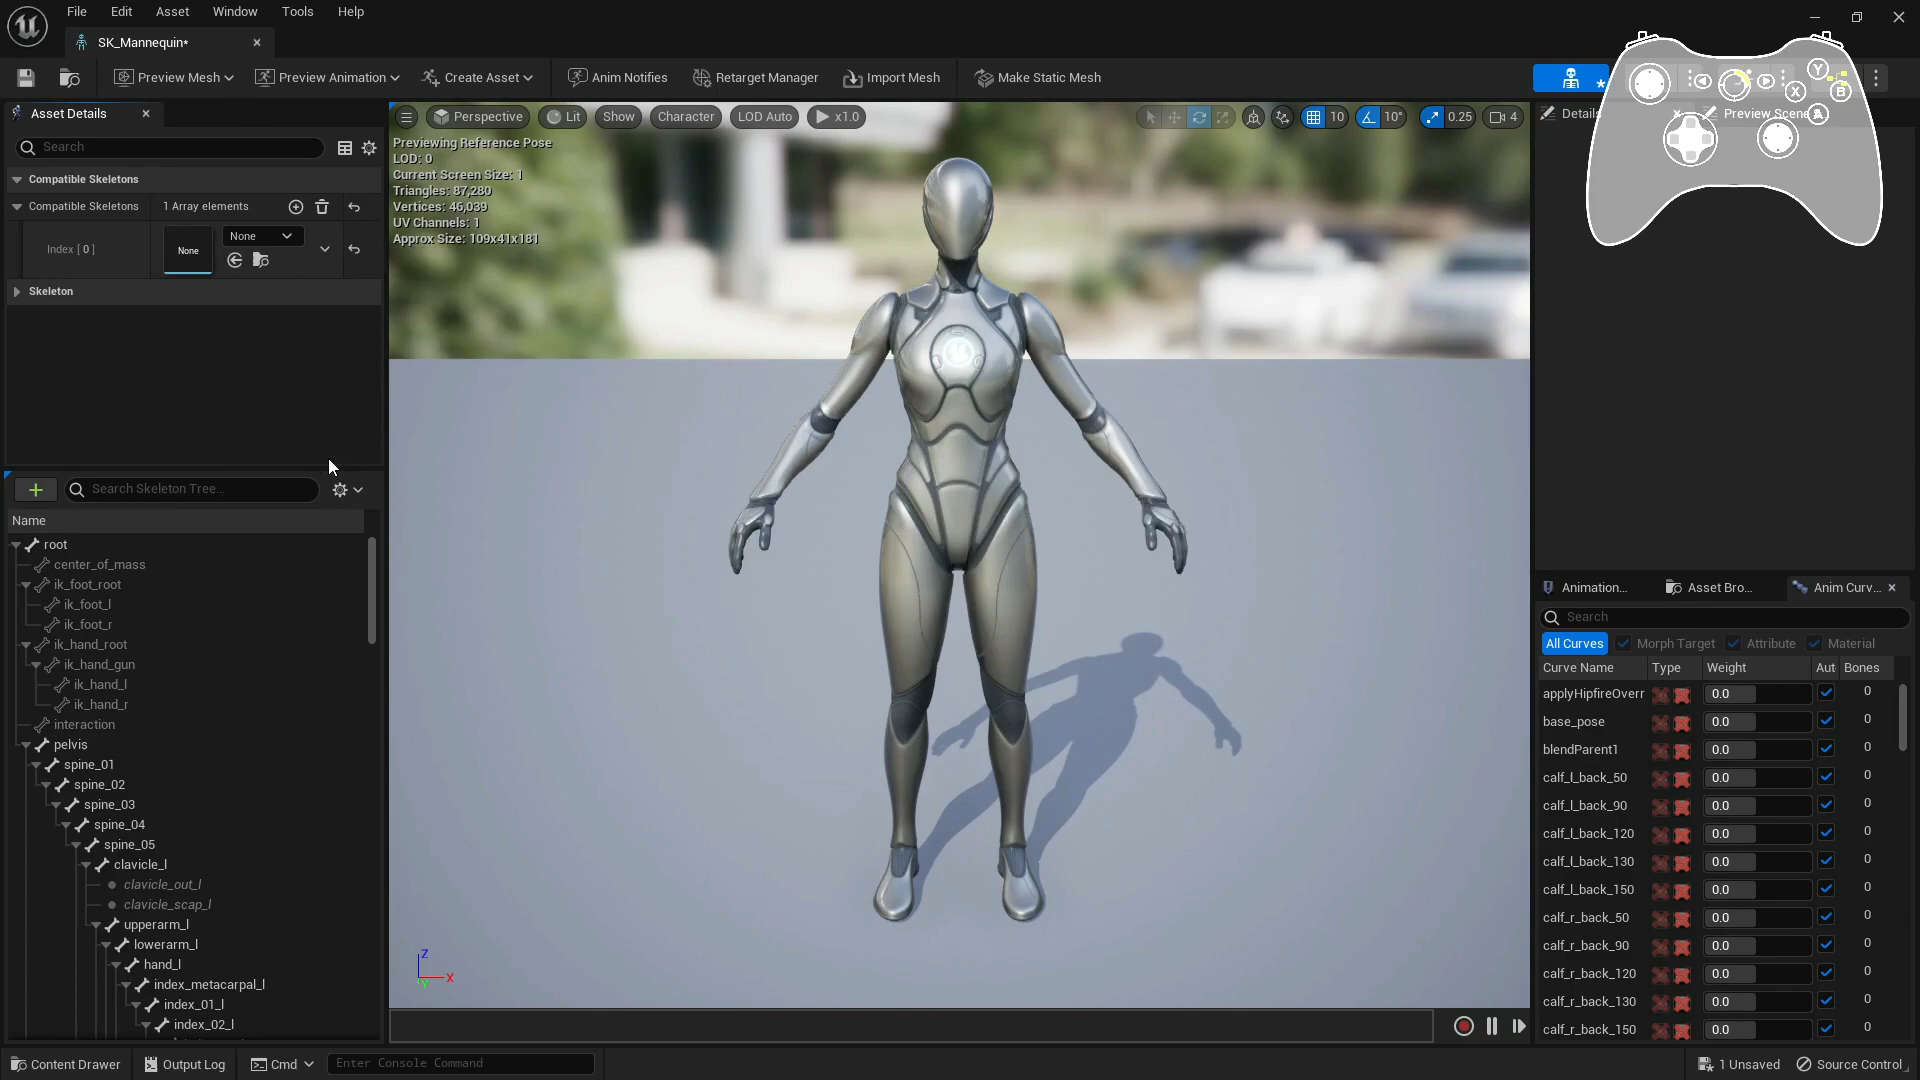 File Edit Asset Window Tools Help
SK_Mannequin*
Preview Mesh Preview Animation Create Asset Anim Notifies Retarget Manager Import Mesh Make Static Mesh
Y
X B
A
Asset Details
Search
Compatible Skeletons
Compatible Skeletons 1 Array elements
Index [ 0 ] None None
Skeleton
Perspective Lit Show Character LOD Auto x1.0 10 10° 0.25 4
Previewing Reference Pose
LOD: 0
Current Screen Size: 1
Triangles: 87,280
Vertices: 46,039
UV Channels: 1
Approx Size: 109x41x181
Z
X
Y
Details Preview Scene
Search Skeleton Tree...
Name
root
center_of_mass
ik_foot_root
ik_foot_l
ik_foot_r
ik_hand_root
ik_hand_gun
ik_hand_l
ik_hand_r
interaction
pelvis
spine_01
spine_02
spine_03
spine_04
spine_05
clavicle_l
clavicle_out_l
clavicle_scap_l
upperarm_l
lowerarm_l
hand_l
index_metacarpal_l
index_01_l
index_02_l
Animation... Asset Bro... Anim Curv...
Search
All Curves Morph Target Attribute Material
Curve Name Type Weight Aut Bones
applyHipfireOverr 0.0 0
base_pose 0.0 0
blendParent1 0.0 0
calf_l_back_50 0.0 0
calf_l_back_90 0.0 0
calf_l_back_120 0.0 0
calf_l_back_130 0.0 0
calf_l_back_150 0.0 0
calf_r_back_50 0.0 0
calf_r_back_90 0.0 0
calf_r_back_120 0.0 0
calf_r_back_130 0.0 0
calf_r_back_150 0.0 0
Content Drawer Output Log Cmd Enter Console Command 1 Unsaved Source Control